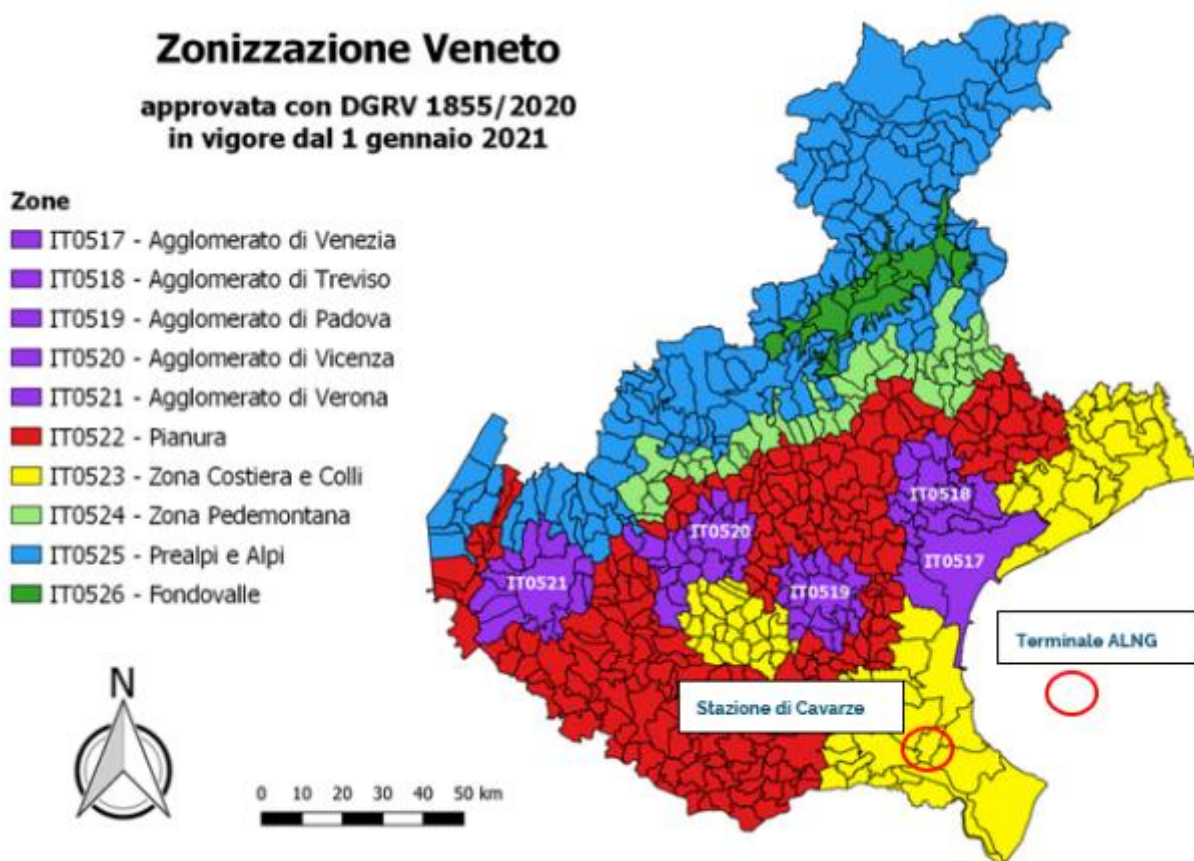 Zonizzazione Veneto
approvata con DGRV 1855/2020
in vigore dal 1 gennaio 2021
Zone
IT0517 - Agglomerato di Venezia
IT0518 - Agglomerato di Treviso
IT0519 - Agglomerato di Padova
IT0520 - Agglomerato di Vicenza
IT0521 - Agglomerato di Verona
IT0522 - Pianura
IT0523 - Zona Costiera e Colli
IT0524 - Zona Pedemontana
IT0525 - Prealpi e Alpi
IT0526 - Fondovalle
IT0518
IT0520
IT0517
IT0521
IT0519
Terminale ALNG
Stazione di Cavarze
N
0 10 20 30 40 50 km